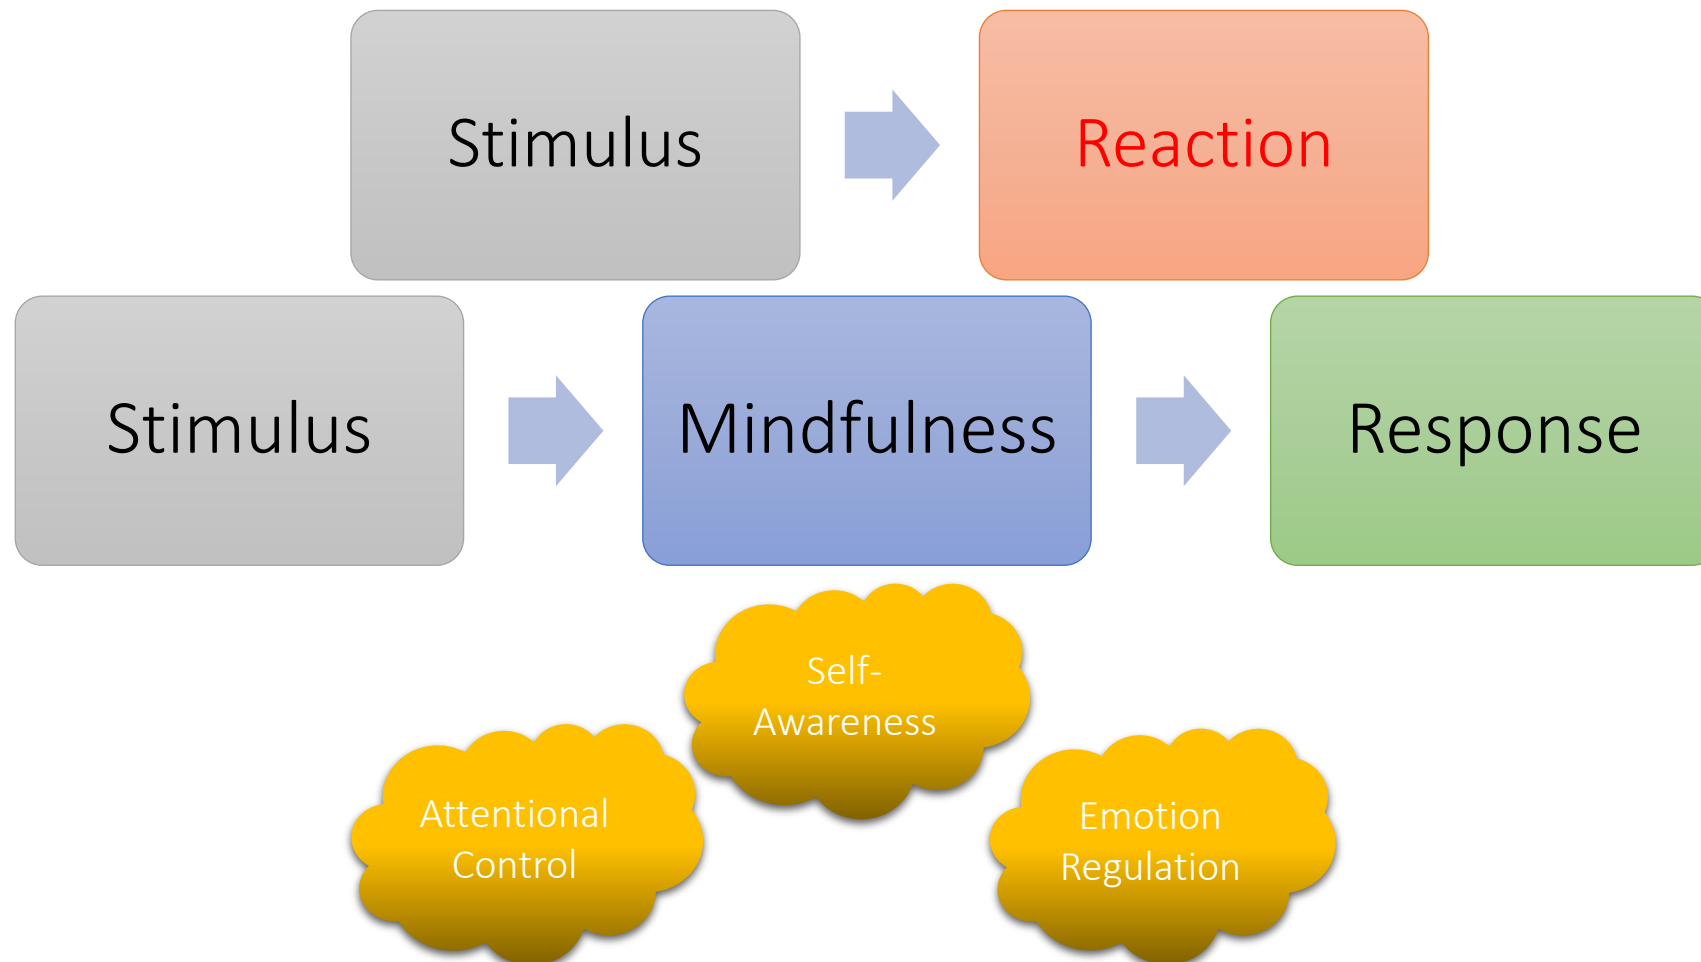 Stimulus
Reaction
Stimulus
Mindfulness
Response
Self-
Awareness
Attentional
Control
Emotion
Regulation